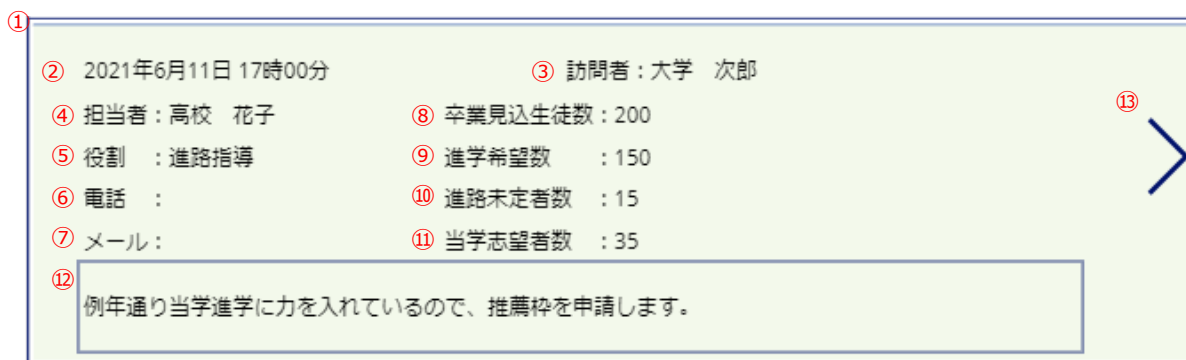 ①
② 2021年6月11日 17時00分 ③ 訪問者：大学　次郎
④ 担当者：高校　花子 ⑧ 卒業見込生徒数：200 ⑬
⑤ 役割　：進路指導 ⑨ 進学希望数　　：150
⑥ 電話　： ⑩ 進路未定者数　：15
⑦ メール： ⑪ 当学志望者数　：35
⑫
例年通り当学進学に力を入れているので、推薦枠を申請します。